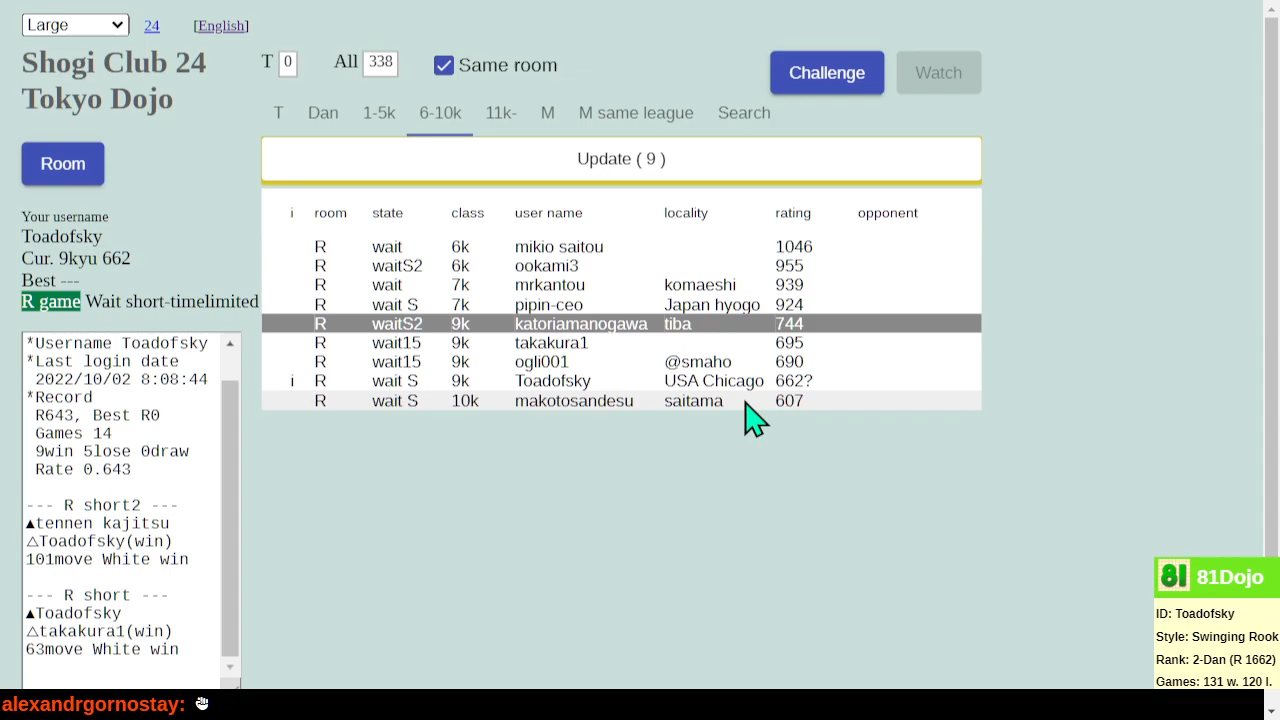 Large 24 [English]
Shogi Club 24
Tokyo Dojo
T 0 All 338 Same room Challenge Watch
T Dan 1-5k 6-10k 11k- M M same league Search
Room
Update ( 9 )
Your username
Toadofsky
Cur. 9kyu 662
Best ---
R game Wait short-timelimited
i room state class user name locality rating opponent
R wait 6k mikio saitou 1046
R waitS2 6k ookami3 955
R wait 7k mrkantou komaeshi 939
R wait S 7k pipin-ceo Japan hyogo 924
R waitS2 9k katoriamanogawa tiba 744
R wait15 9k takakura1 695
R wait15 9k ogli001 @smaho 690
i R wait S 9k Toadofsky USA Chicago 662?
R wait S 10k makotosandesu saitama 607
*Username Toadofsky
*Last login date
2022/10/02 8:08:44
*Record
R643, Best R0
Games 14
9win 5lose 0draw
Rate 0.643
--- R short2 ---
▲tennen kajitsu
△Toadofsky(win)
101move White win
--- R short ---
▲Toadofsky
△takakura1(win)
63move White win
81 81Dojo
ID: Toadofsky
Style: Swinging Rook
Rank: 2-Dan (R 1662)
Games: 131 w. 120 l.
alexandrgornostay: